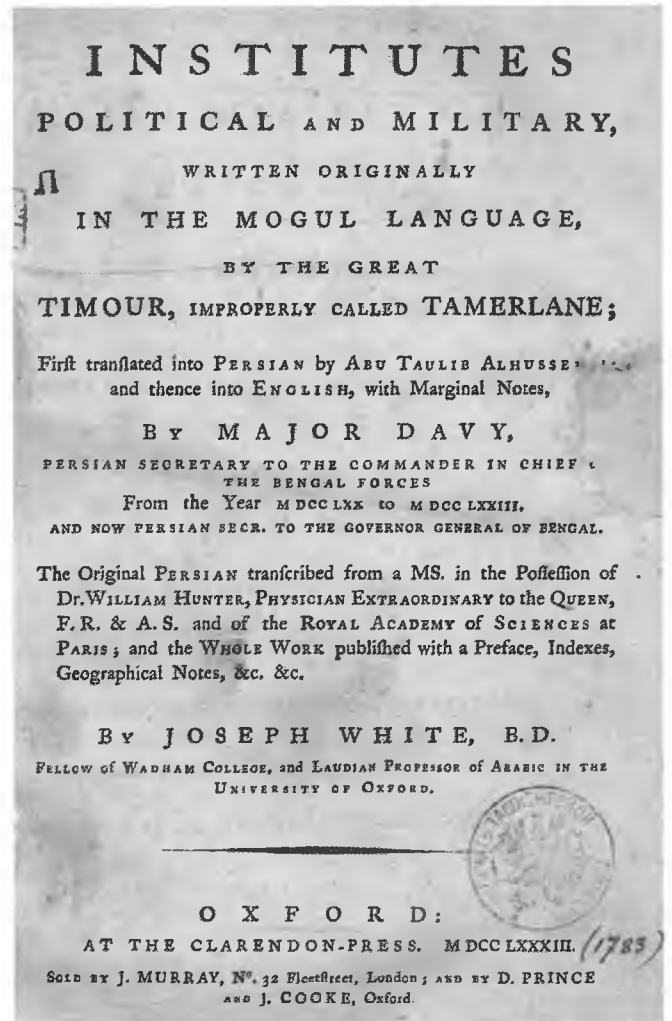 INSTITUTES
POLITICAL AND MILITARY,
WRITTEN ORIGINALLY
IN THE MOGUL LANGUAGE,
BY THE GREAT
TIMOUR, IMPROPERLY CALLED TAMERLANE;
Firſt tranſlated into PERSIAN by ABU TAULIB ALHUSSE
and thence into ENGLISH, with Marginal Notes,
BY MAJOR DAVY,
PERSIAN SECRETARY TO THE COMMANDER IN CHIEF
THE BENGAL FORCES
From the Year MDCCLXX to MDCCLXXIII.
AND NOW PERSIAN SECR. TO THE GOVERNOR GENERAL OF BENGAL.
The Original PERSIAN tranſcribed from a MS. in the Poſſeſſion of
Dr. WILLIAM HUNTER, PHYSICIAN EXTRAORDINARY to the QUEEN,
F. R. & A. S. and of the ROYAL ACADEMY of SCIENCES at
PARIS; and the WHOLE WORK publiſhed with a Preface, Indexes,
Geographical Notes, &c. &c.
BY JOSEPH WHITE, B.D.
FELLOW of WADHAM COLLEGE, and LAUDIAN PROFESSOR of ARABIC IN THE
UNIVERSITY OF OXFORD.
OXFORD:
AT THE CLARENDON-PRESS. MDCCLXXXIII. (1783)
SOLD BY J. MURRAY, Nº. 32 Fleetſtreet, London; AND BY D. PRINCE
AND J. COOKE, Oxford.